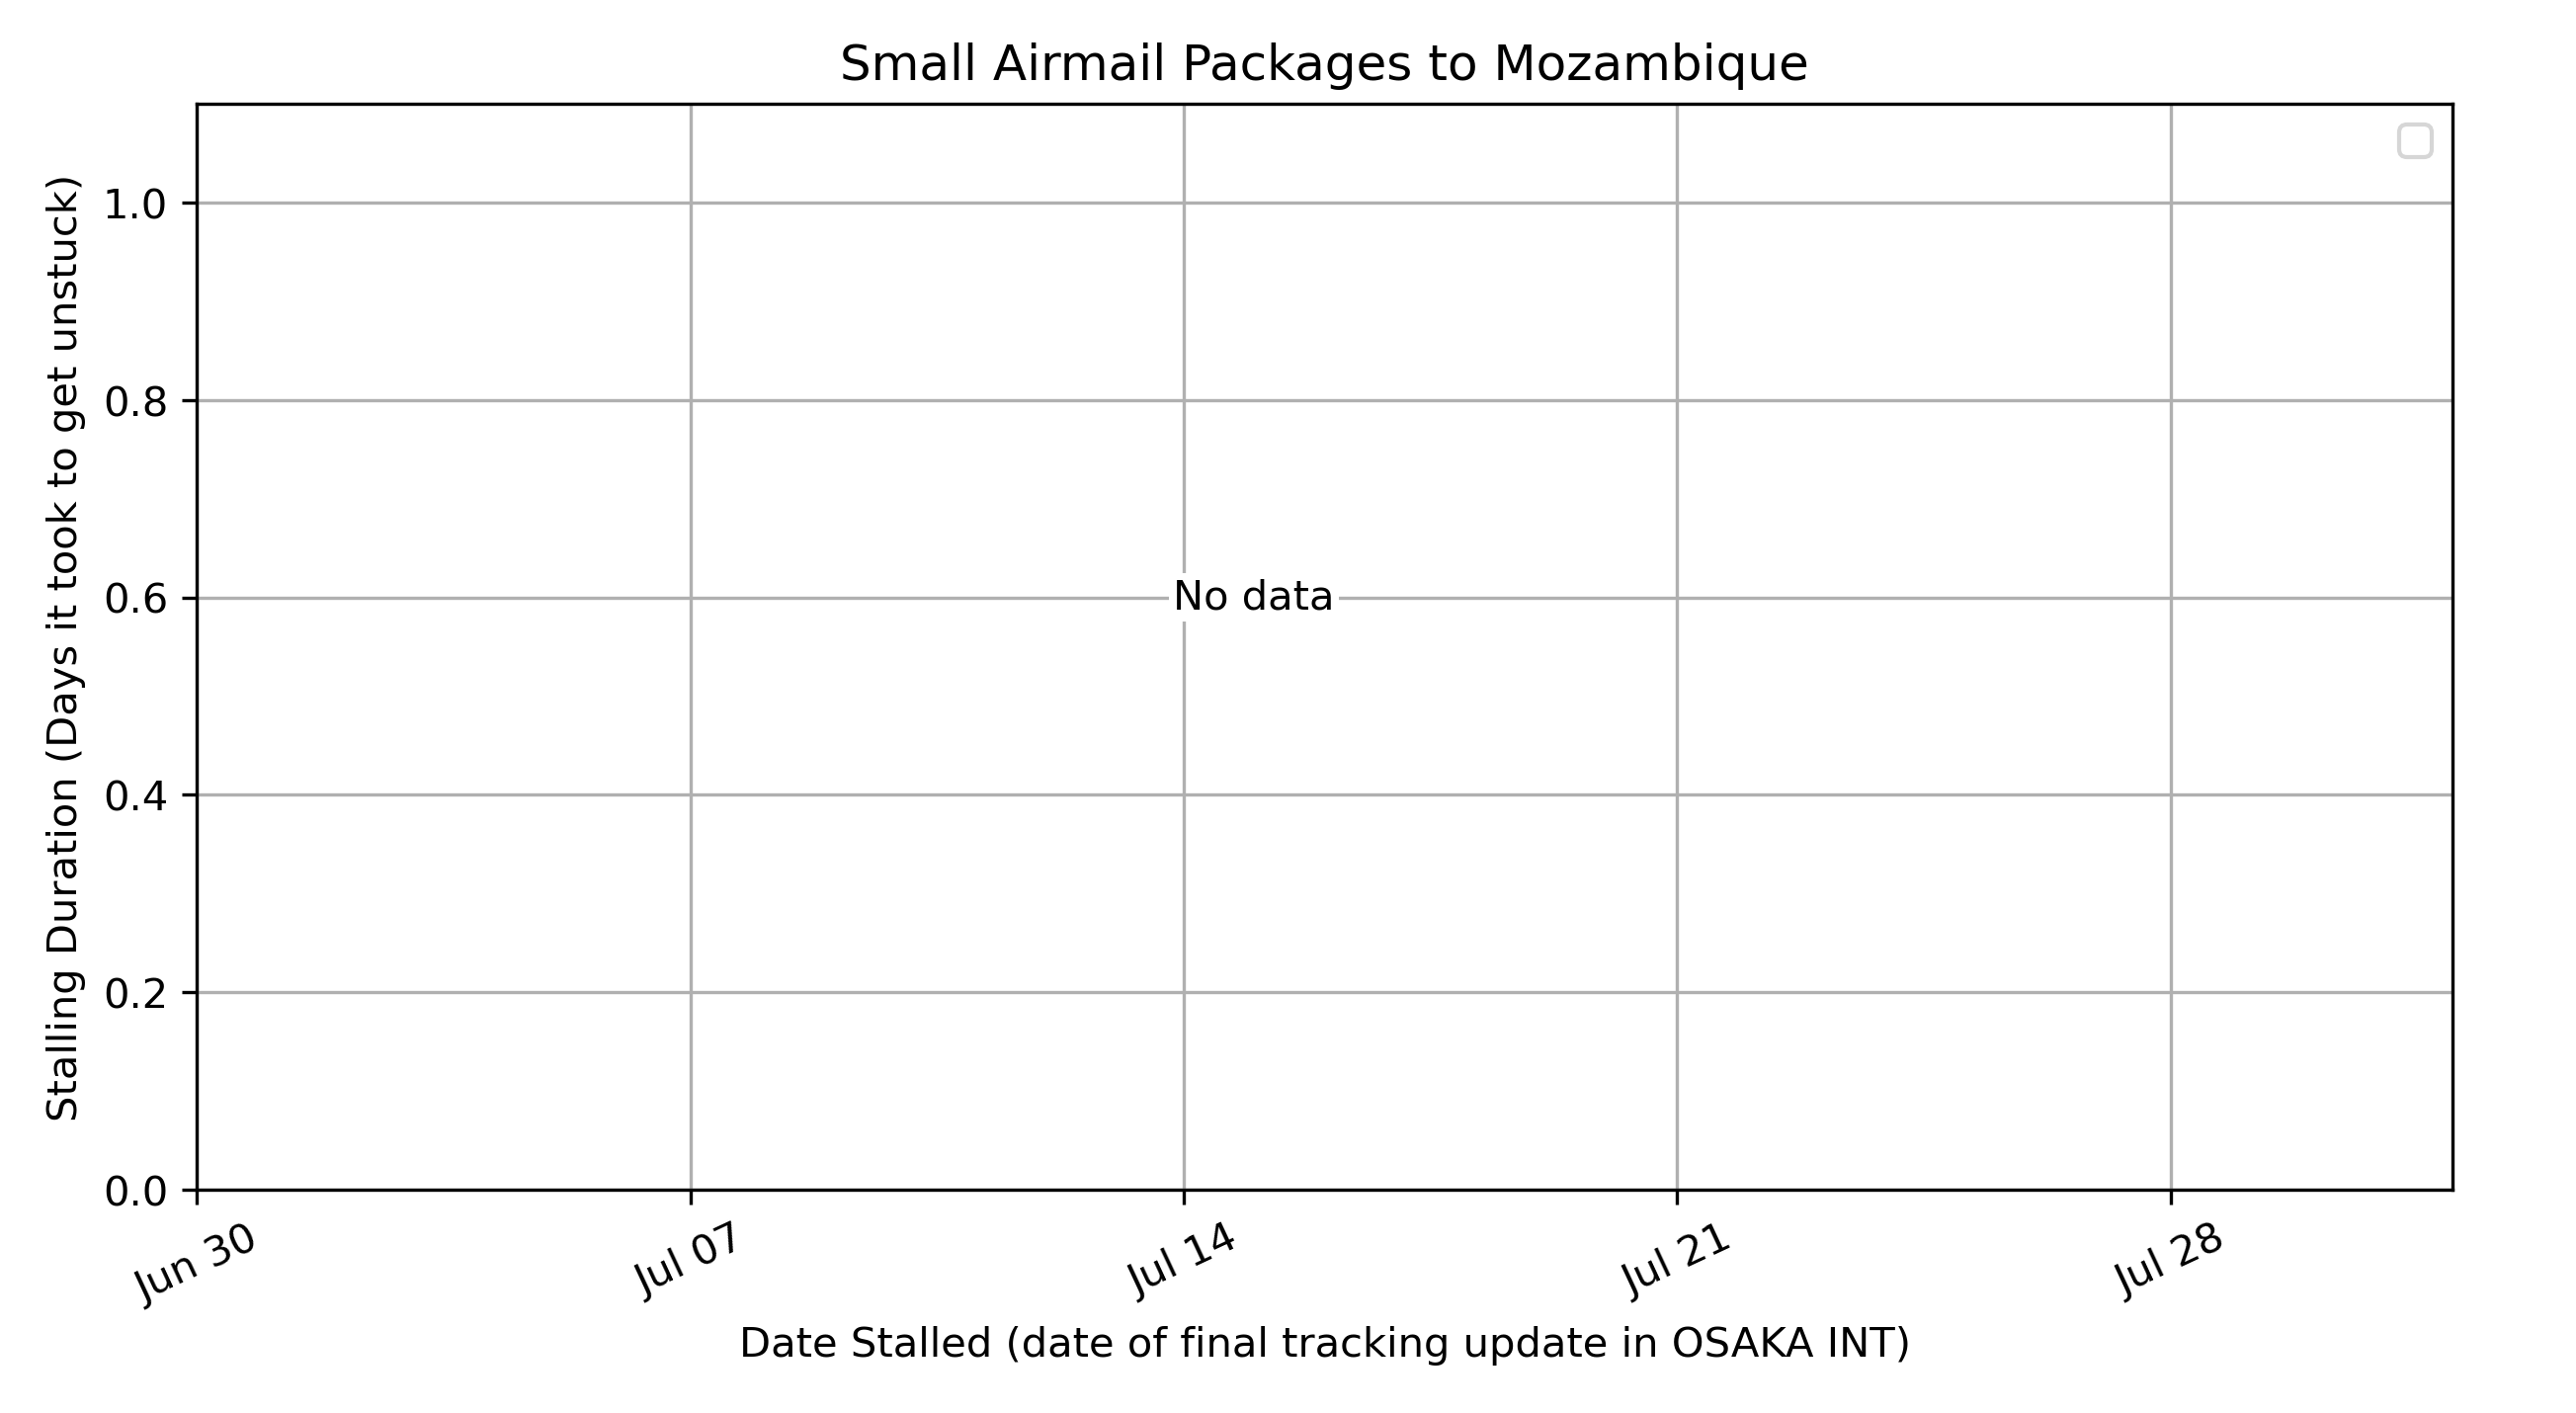 Small Airmail Packages to Mozambique
Stalling Duration (Days it took to get unstuck)
1.0
0.8
0.6
0.4
0.2
0.0
No data
Jun 30
Jul 07
Jul 14
Jul 21
Jul 28
Date Stalled (date of final tracking update in OSAKA INT)